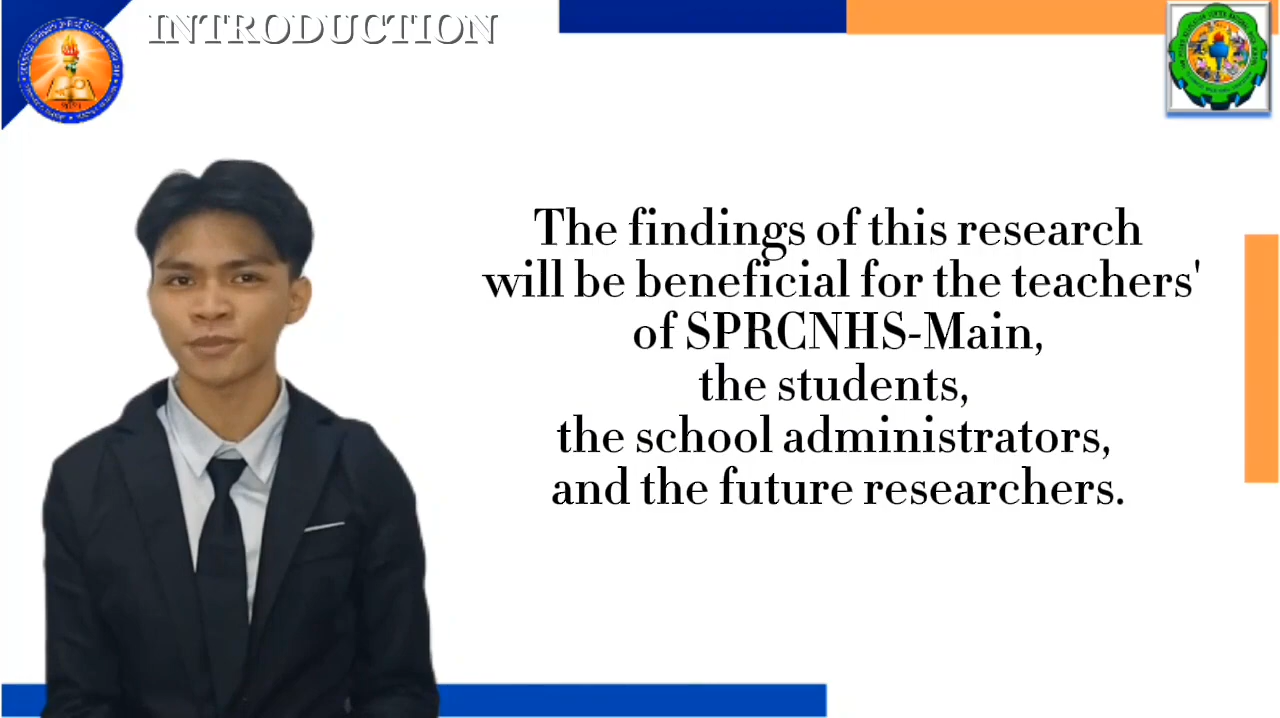 INTRODUCTION
The findings of this research
will be beneficial for the teachers'
of SPRCNHS-Main,
the students,
the school administrators,
and the future researchers.